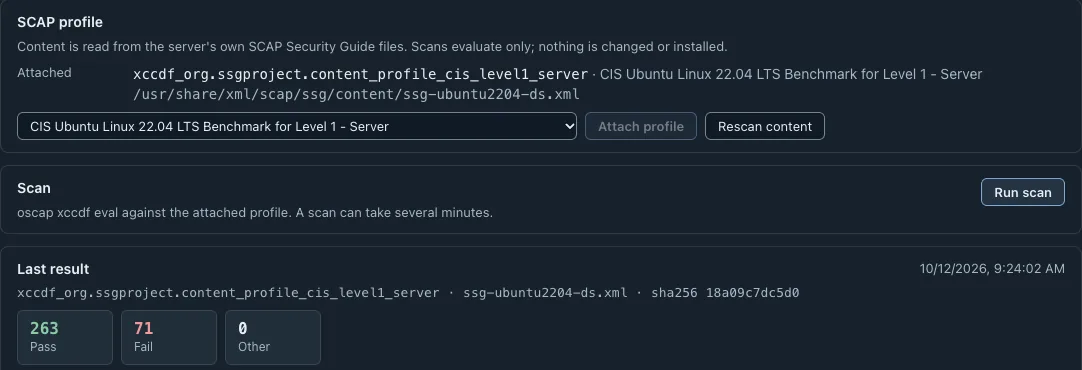 SCAP profile
Content is read from the server's own SCAP Security Guide files. Scans evaluate only; nothing is changed or installed.
Attached xccdf_org.ssgproject.content_profile_cis_level1_server · CIS Ubuntu Linux 22.04 LTS Benchmark for Level 1 - Server
/usr/share/xml/scap/ssg/content/ssg-ubuntu2204-ds.xml
CIS Ubuntu Linux 22.04 LTS Benchmark for Level 1 - Server Attach profile Rescan content
Scan Run scan
oscap xccdf eval against the attached profile. A scan can take several minutes.
Last result 10/12/2026, 9:24:02 AM
xccdf_org.ssgproject.content_profile_cis_level1_server · ssg-ubuntu2204-ds.xml · sha256 18a09c7dc5d0
263 71 0
Pass Fail Other